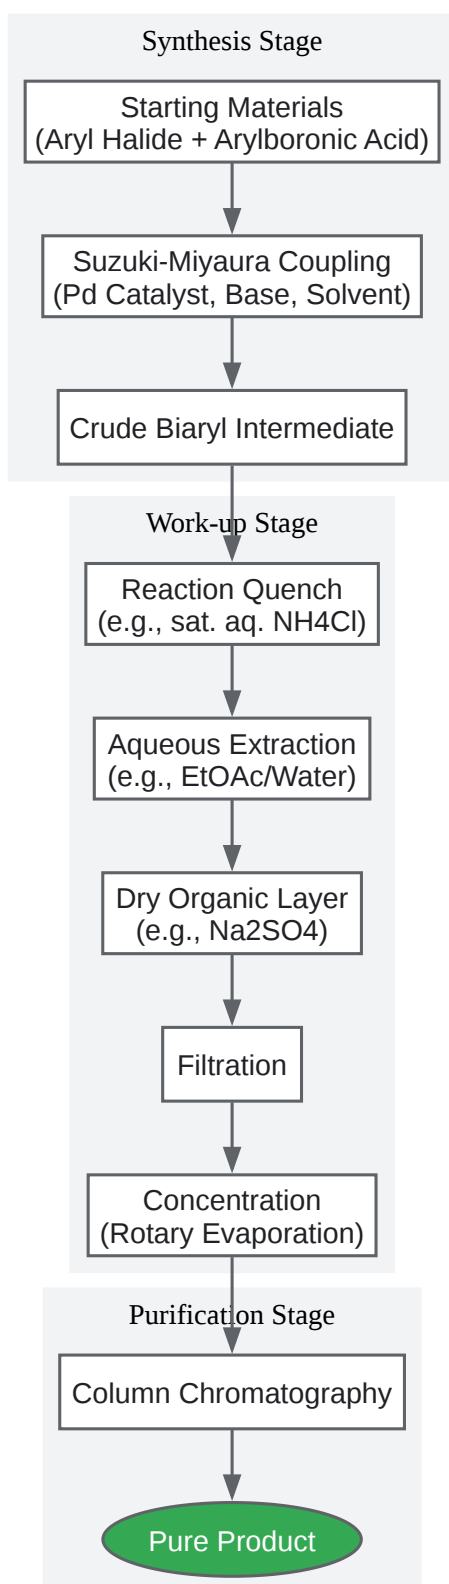 Synthesis Stage
Starting Materials
(Aryl Halide + Arylboronic Acid)
Suzuki-Miyaura Coupling
(Pd Catalyst, Base, Solvent)
Crude Biaryl Intermediate
Work-up Stage
Reaction Quench
(e.g., sat. aq. NH4Cl)
Aqueous Extraction
(e.g., EtOAc/Water)
Dry Organic Layer
(e.g., Na2SO4)
Filtration
Concentration
(Rotary Evaporation)
Purification Stage
Column Chromatography
Pure Product